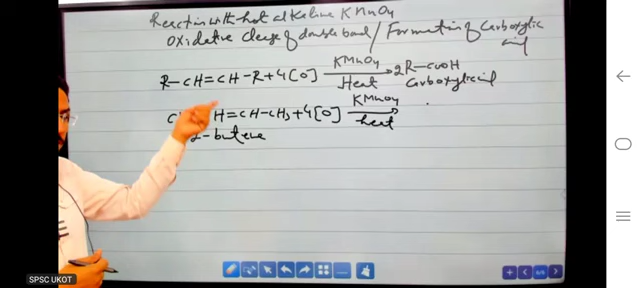 Reaction with hot alkaline KMnO4
Oxidative cleage of double bond / Formation of Carboxylic acid
R-CH=CH-R+4[O] KMnO4 Heat → 2R-COOH Carboxylic acid
H=CH-CH3+4[O] KMnO4 heat →
2-butene
SPSC UKOT